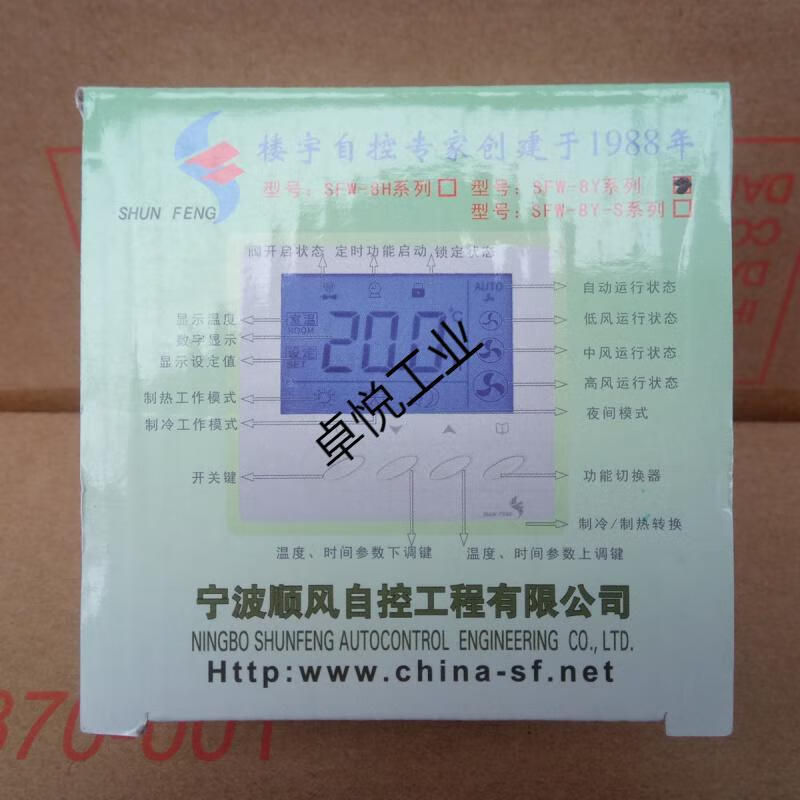 楼宇自控专家创建于1988年
SHUN FENG
型号:SFW-8H系列 型号:SFW-8Y系列
型号:SFW-8Y-S系列
阀开启状态 定时功能启动 锁定状态
AUTO
自动运行状态
显示温度
室温
ROOM
20.0
°C
低风运行状态
数字显示
显示设定值
设定
SET
中风运行状态
高风运行状态
制热工作模式
夜间模式
制冷工作模式
开关键
功能切换器
SHUN FENG
制冷/制热转换
温度、时间参数下调键 温度、时间参数上调键
卓悦工业
宁波顺风自控工程有限公司
NINGBO SHUNFENG AUTOCONTROL ENGINEERING CO., LTD.
Http:www.china-sf.net
370-001